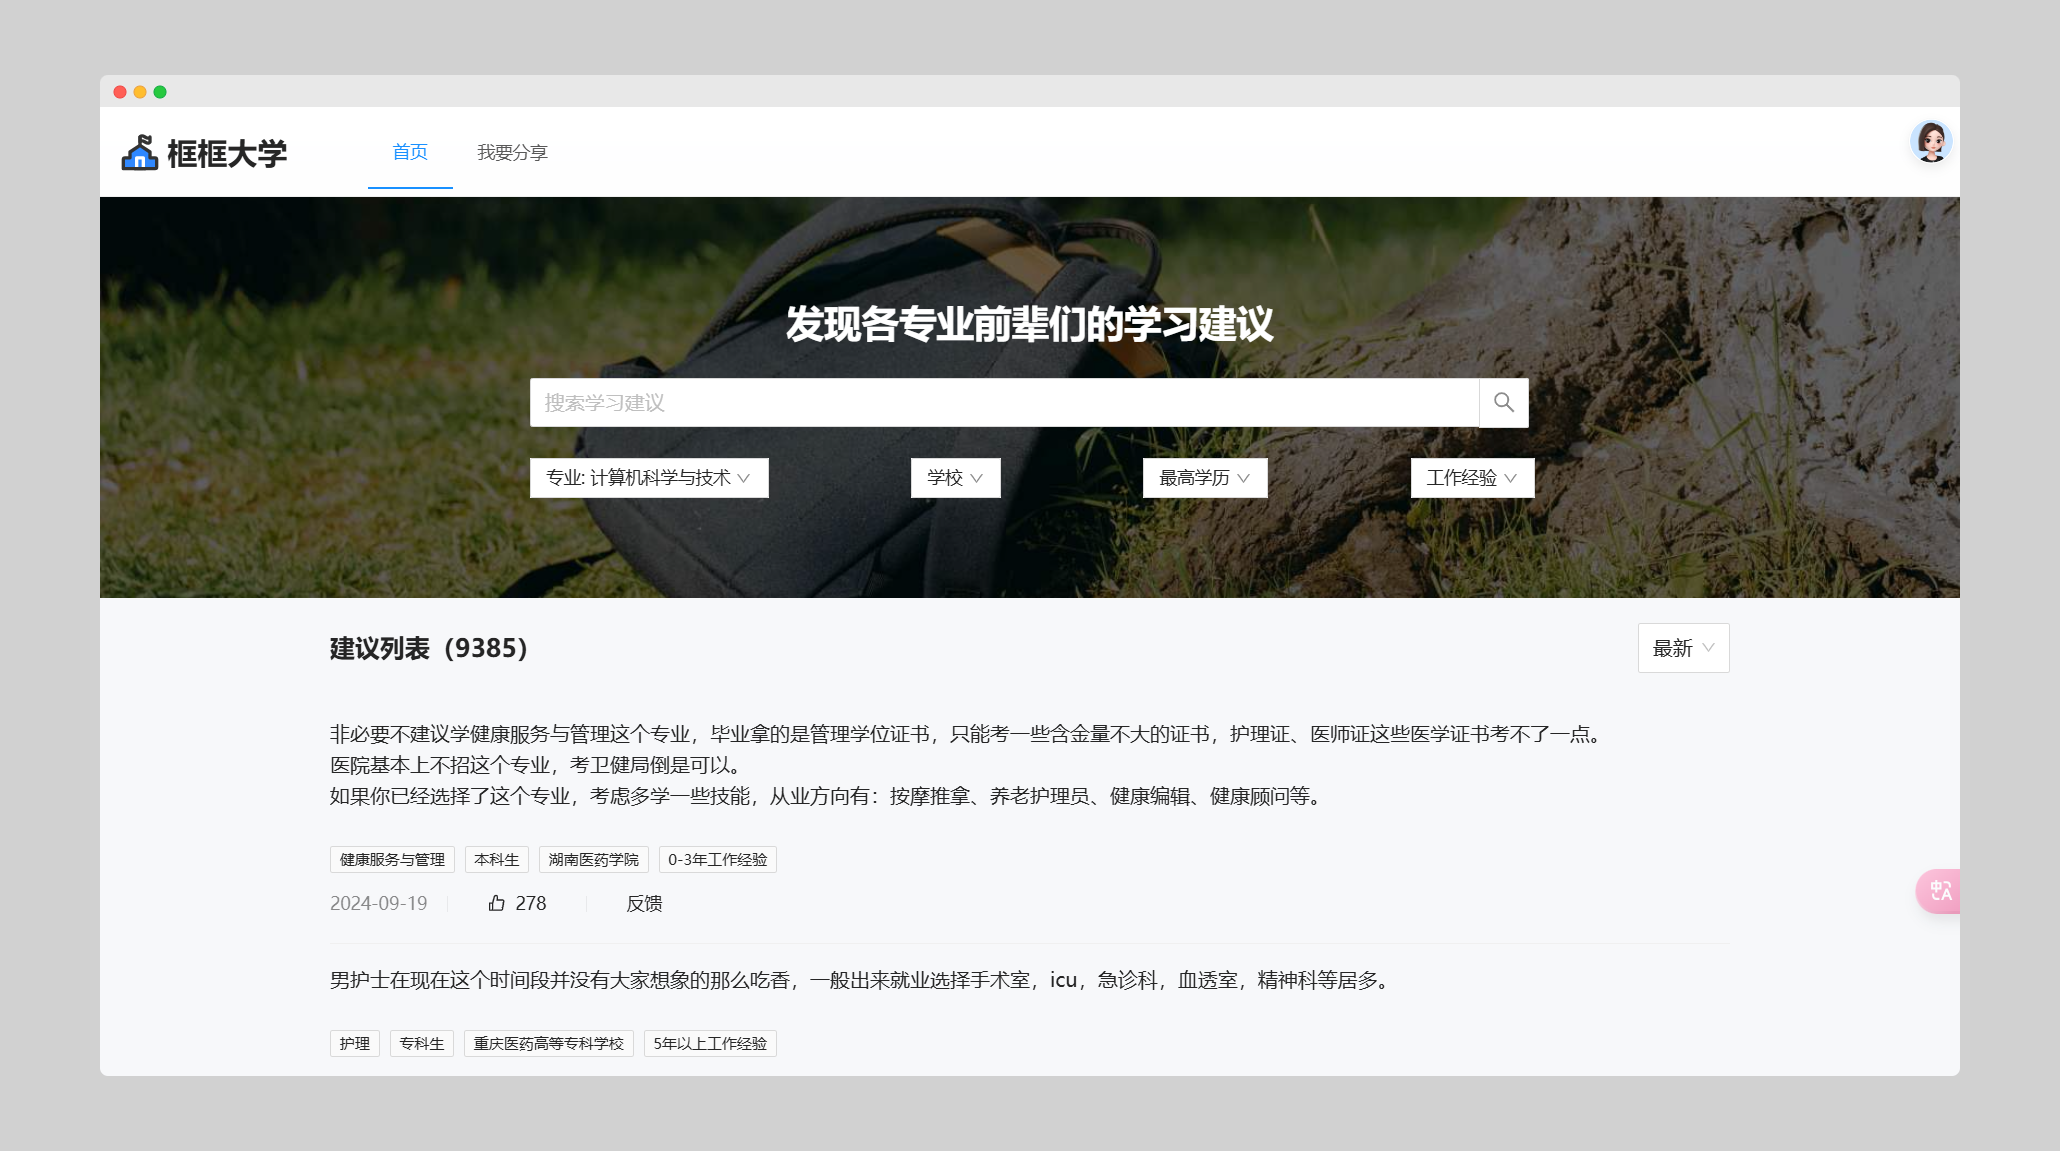 框框大学
首页
我要分享
发现各专业前辈们的学习建议
搜索学习建议
专业: 计算机科学与技术
学校
最高学历
工作经验
建议列表（9385）
最新
非必要不建议学健康服务与管理这个专业，毕业拿的是管理学位证书，只能考一些含金量不大的证书，护理证、医师证这些医学证书考不了一点。
医院基本上不招这个专业，考卫健局倒是可以。
如果你已经选择了这个专业，考虑多学一些技能，从业方向有：按摩推拿、养老护理员、健康编辑、健康顾问等。
健康服务与管理
本科生
湖南医药学院
0-3年工作经验
2024-09-19
278
反馈
中A
男护士在现在这个时间段并没有大家想象的那么吃香，一般出来就业选择手术室，icu，急诊科，血透室，精神科等居多。
护理
专科生
重庆医药高等专科学校
5年以上工作经验